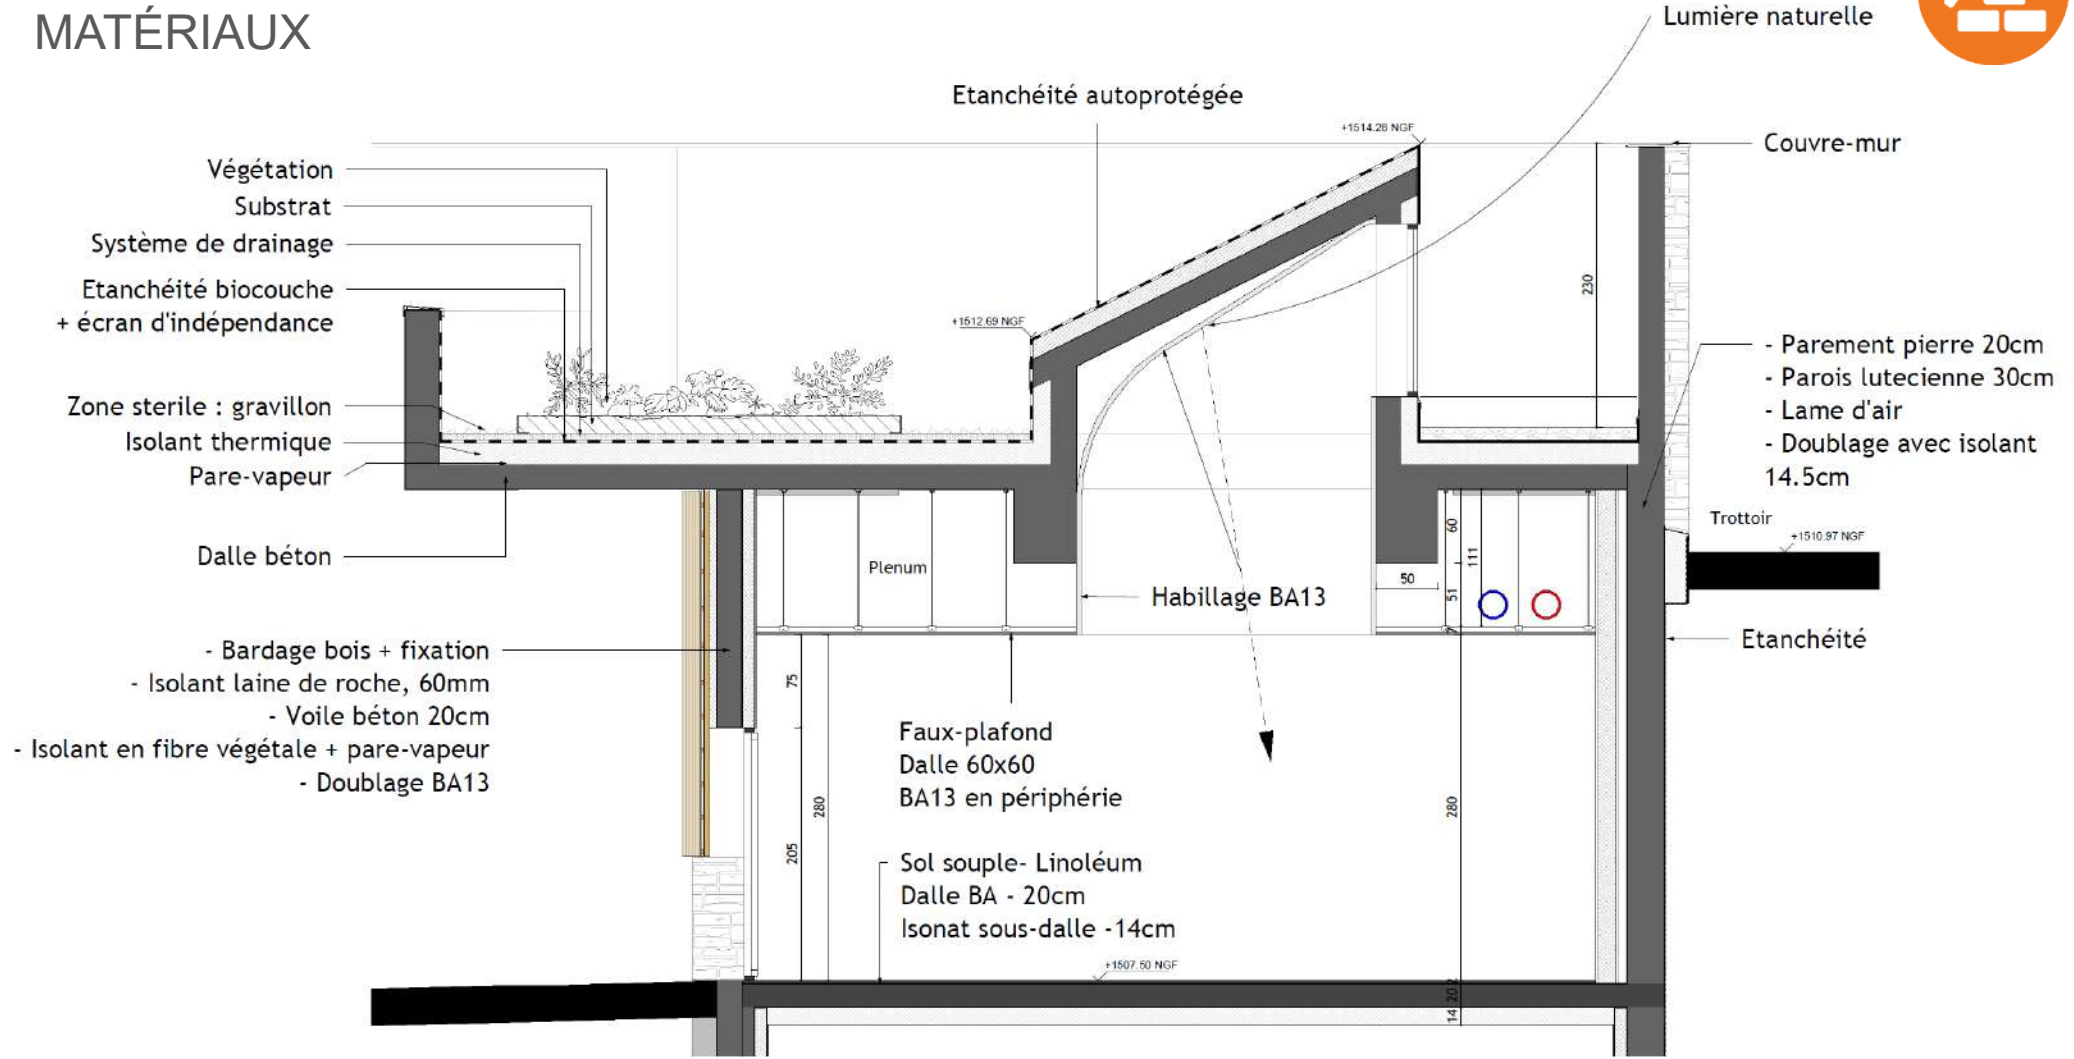 MATÉRIAUX
Lumière naturelle
Etanchéité autoprotégée
+1514.28 NGF
Couvre-mur
Végétation
Substrat
Système de drainage
Etanchéité biocouche
+ écran d'indépendance
+1512.69 NGF
230
Zone sterile : gravillon
Isolant thermique
Pare-vapeur
- Parement pierre 20cm
- Parois lutecienne 30cm
- Lame d'air
- Doublage avec isolant
14.5cm
Trottoir
+1510.97 NGF
Dalle béton
Plenum
60
111
50
51
7
Habillage BA13
Etanchéité
- Bardage bois + fixation
- Isolant laine de roche, 60mm
- Voile béton 20cm
- Isolant en fibre végétale + pare-vapeur
- Doublage BA13
75
280
205
Faux-plafond
Dalle 60x60
BA13 en périphérie
280
Sol souple- Linoléum
Dalle BA - 20cm
Isonat sous-dalle -14cm
+1507.50 NGF
2
20
14